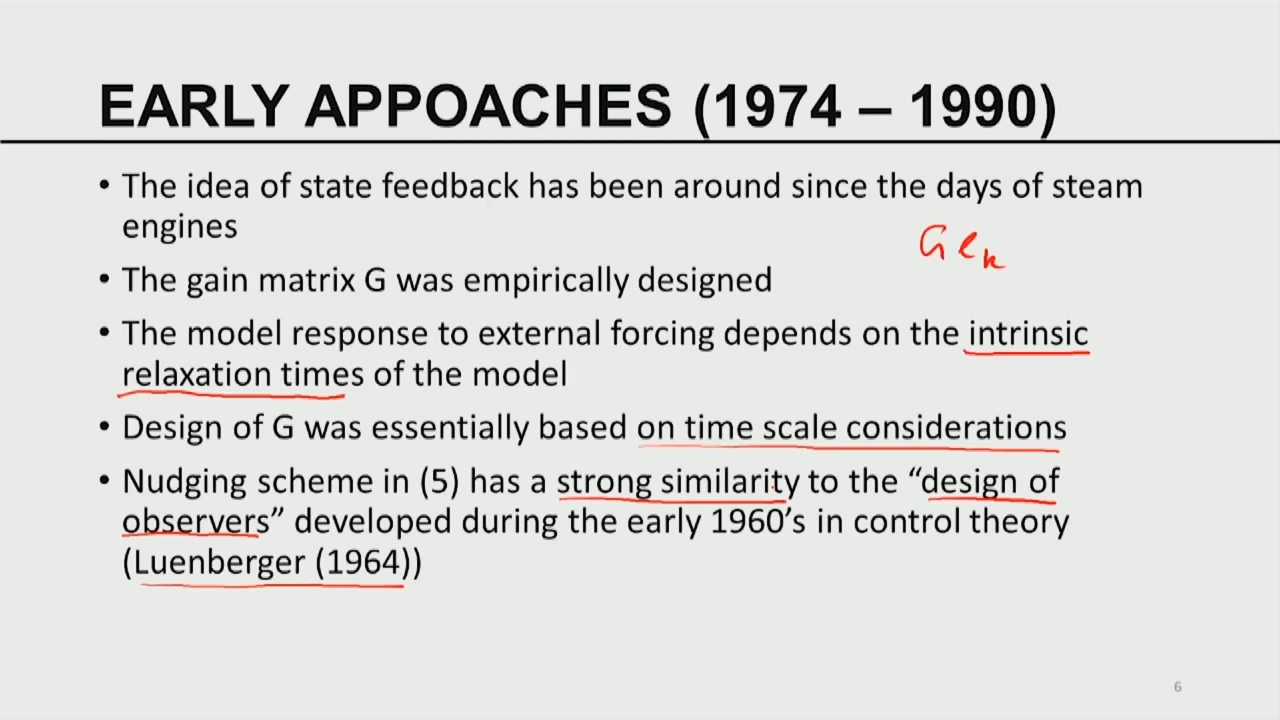 EARLY APPOACHES (1974 – 1990)
• The idea of state feedback has been around since the days of steam
engines
G e k
• The gain matrix G was empirically designed
• The model response to external forcing depends on the intrinsic
relaxation times of the model
• Design of G was essentially based on time scale considerations
• Nudging scheme in (5) has a strong similarity to the “design of
observers” developed during the early 1960’s in control theory
(Luenberger (1964))
6